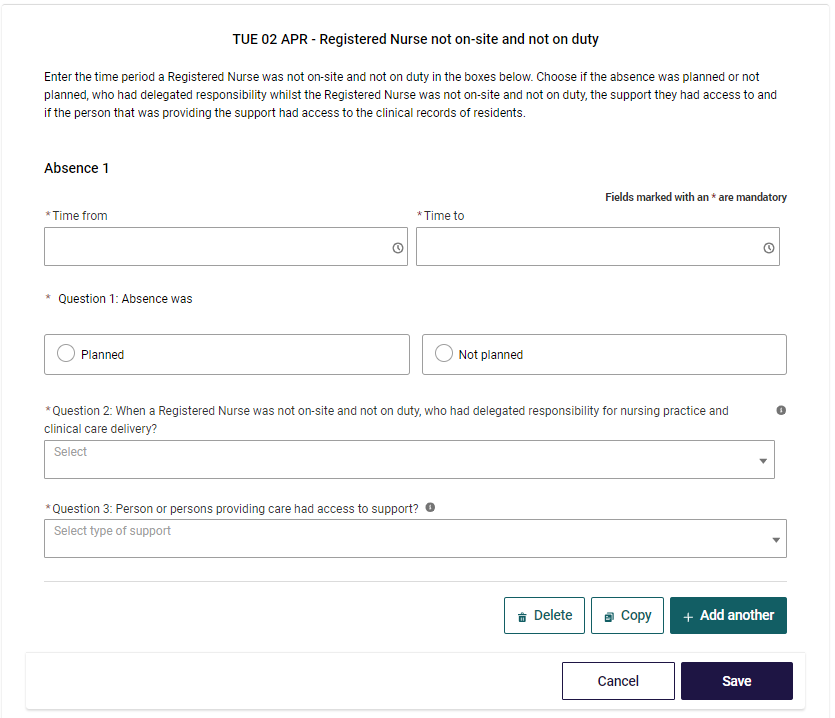 TUE 02 APR - Registered Nurse not on-site and not on duty
Enter the time period a Registered Nurse was not on-site and not on duty in the boxes below. Choose if the absence was planned or not
planned, who had delegated responsibility whilst the Registered Nurse was not on-site and not on duty, the support they had access to and
if the person that was providing the support had access to the clinical records of residents.
Absence 1
Fields marked with an * are mandatory
* Time from
* Time to
* Question 1: Absence was
Planned
Not planned
* Question 2: When a Registered Nurse was not on-site and not on duty, who had delegated responsibility for nursing practice and
clinical care delivery?
Select
* Question 3: Person or persons providing care had access to support?
Select type of support
Delete
Copy
+ Add another
Cancel
Save